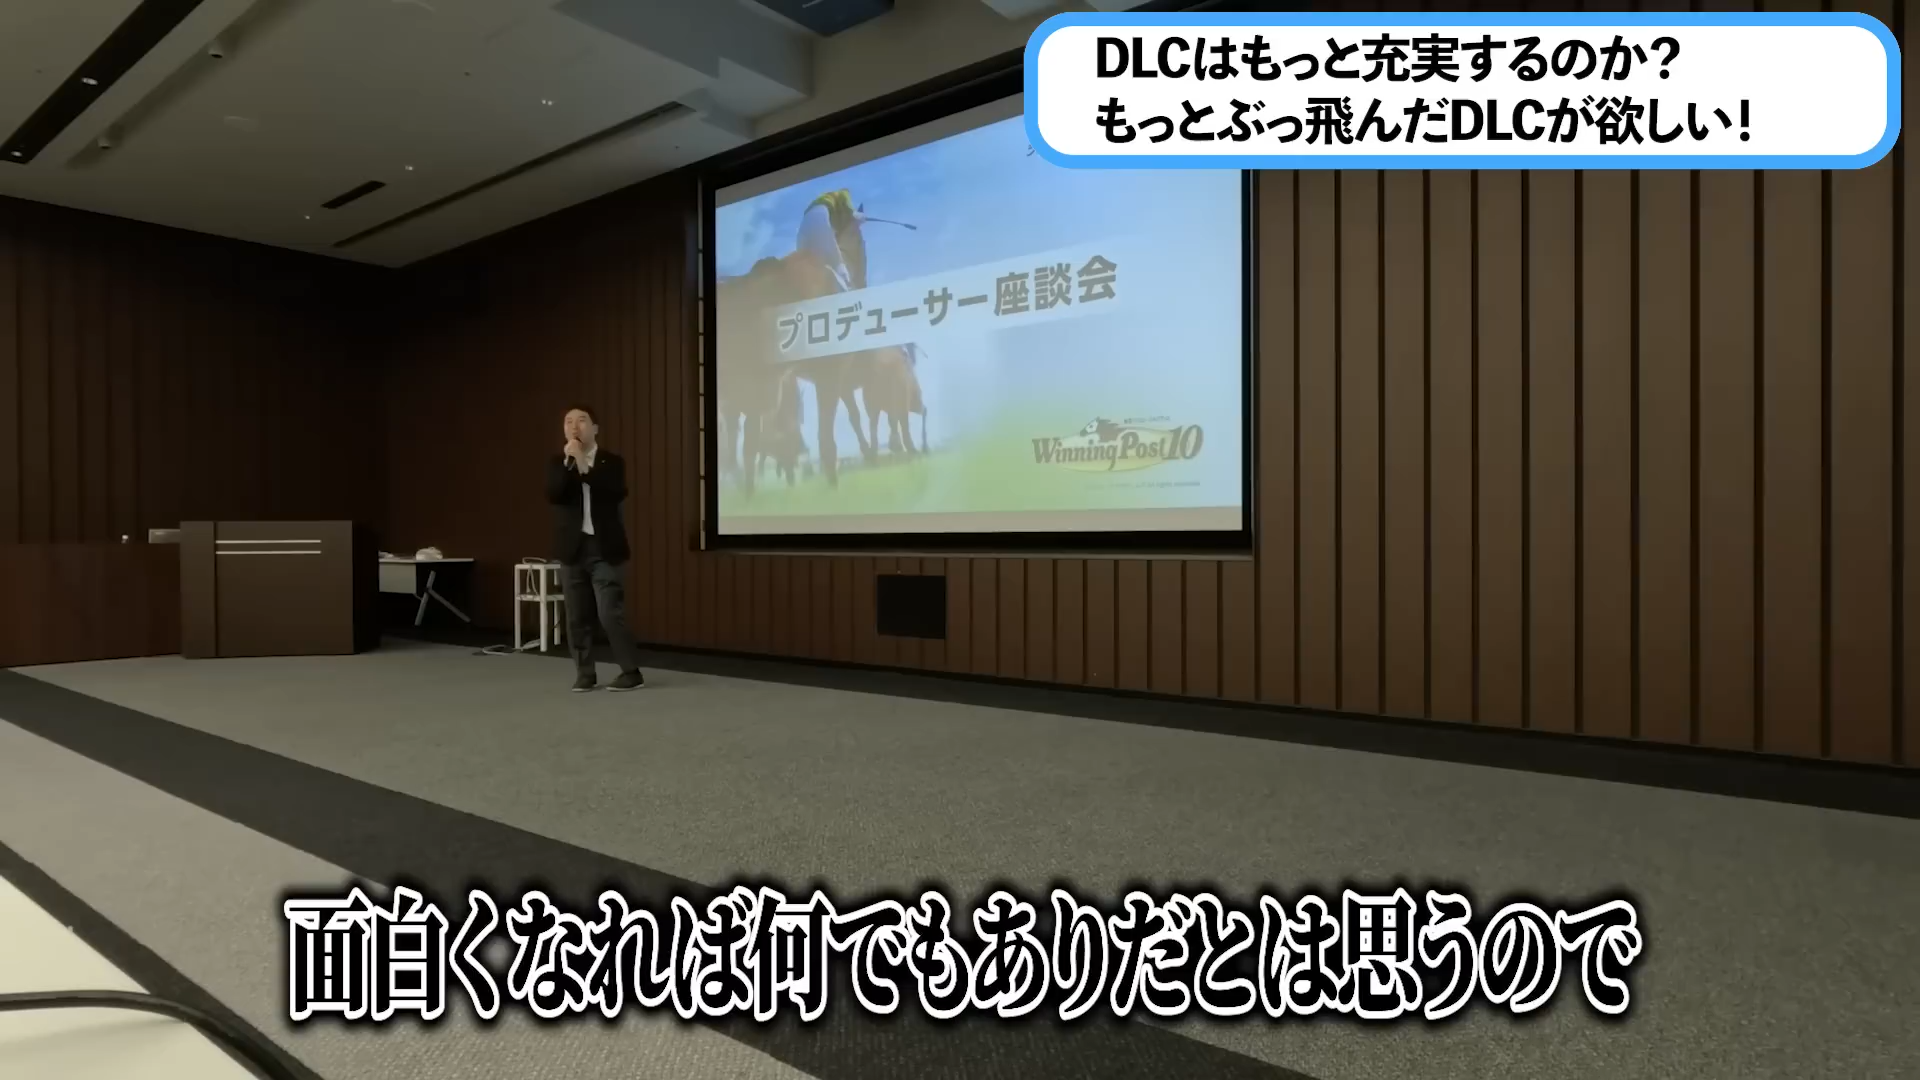 DLCはもっと充実するのか?
もっとぶっ飛んだDLCが欲しい!
プロデューサー座談会
Winning Post 10
面白くなれば何でもありだとは思うので